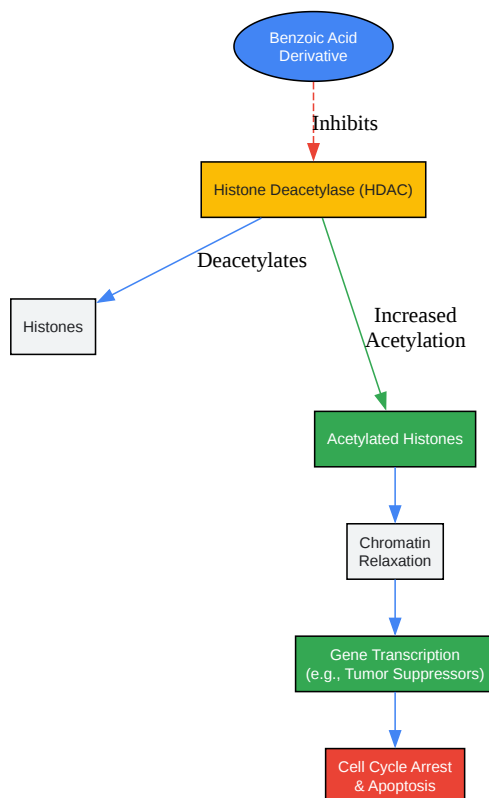 Benzoic Acid
Derivative
Inhibits
Histone Deacetylase (HDAC)
Deacetylates
Histones
Increased
Acetylation
Acetylated Histones
Chromatin
Relaxation
Gene Transcription
(e.g., Tumor Suppressors)
Cell Cycle Arrest
& Apoptosis